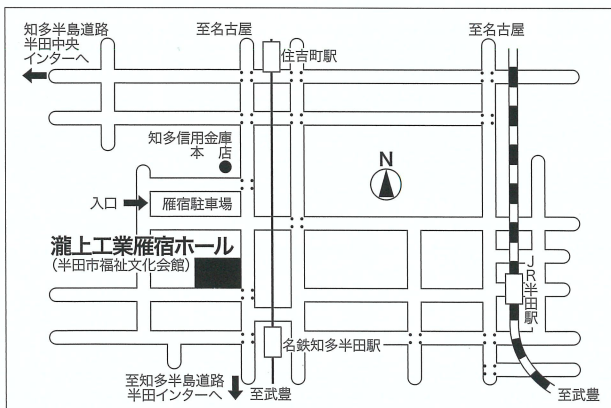 知多半島道路
半田中央
インターへ
至名古屋
住吉町駅
至名古屋
知多信用金庫
本　店
N
入口
雁宿駐車場
瀧上工業雁宿ホール
(半田市福祉文化会館)
JR半田駅
名鉄知多半田駅
至知多半島道路
半田インターへ
至武豊
至武豊